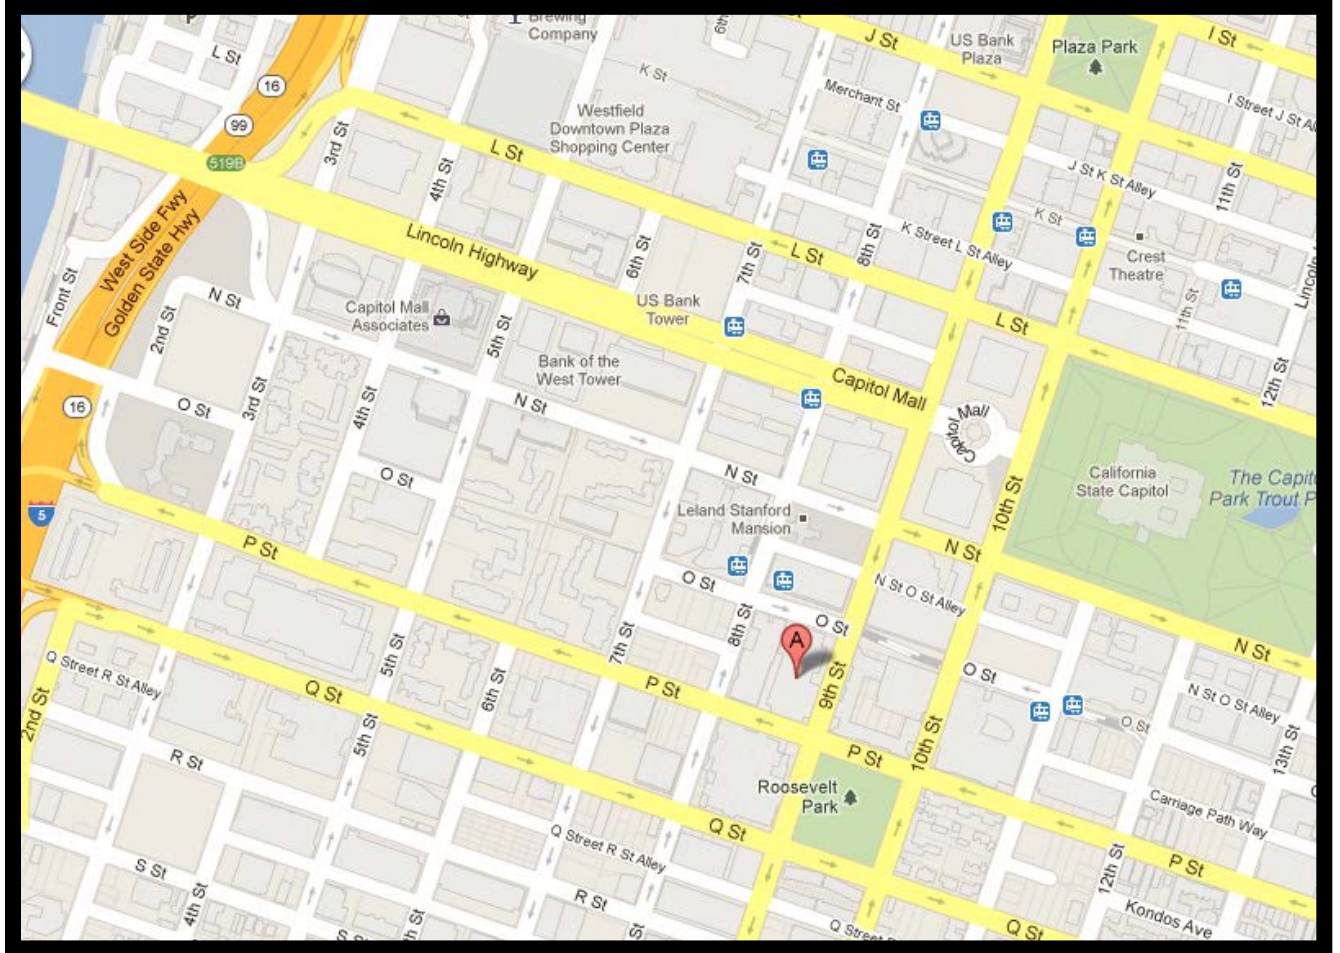 Brewing
Company
6th
J St
US Bank
Plaza
Plaza Park
I St
L St
16
K St
Merchant St
I Street J St Al
99
3rd St
Westfield
Downtown Plaza
Shopping Center
519B
4th St
L St
J St K St Alley
11th St
West Side Fwy
Golden State Hwy
Lincoln Highway
6th St
7th St
L St
8th St
K Street L St Alley
K St
Crest
Theatre
Front St
N St
2nd St
Capitol Mall
Associates
US Bank
Tower
5th St
L St
11th St
Lincoln
Bank of the
West Tower
Capitol Mall
12th St
16
O St
3rd St
4th St
N St
Capitol Mall
O St
N St
California
State Capitol
The Capito
Park Trout P
5
Leland Stanford
Mansion
10th St
P St
N St
O St
N St O St Alley
8th St
O St
A
7th St
5th St
N St
Q Street R St Alley
2nd St
Q St
6th St
P St
9th St
O St
N St O St Alley
O St
5th St
10th St
13th St
R St
P St
Roosevelt
Park
Carriage Path Way
Q St
Q Street R St Alley
P St
S St
4th St
R St
12th St
Kondos Ave
Q St
Q Street R